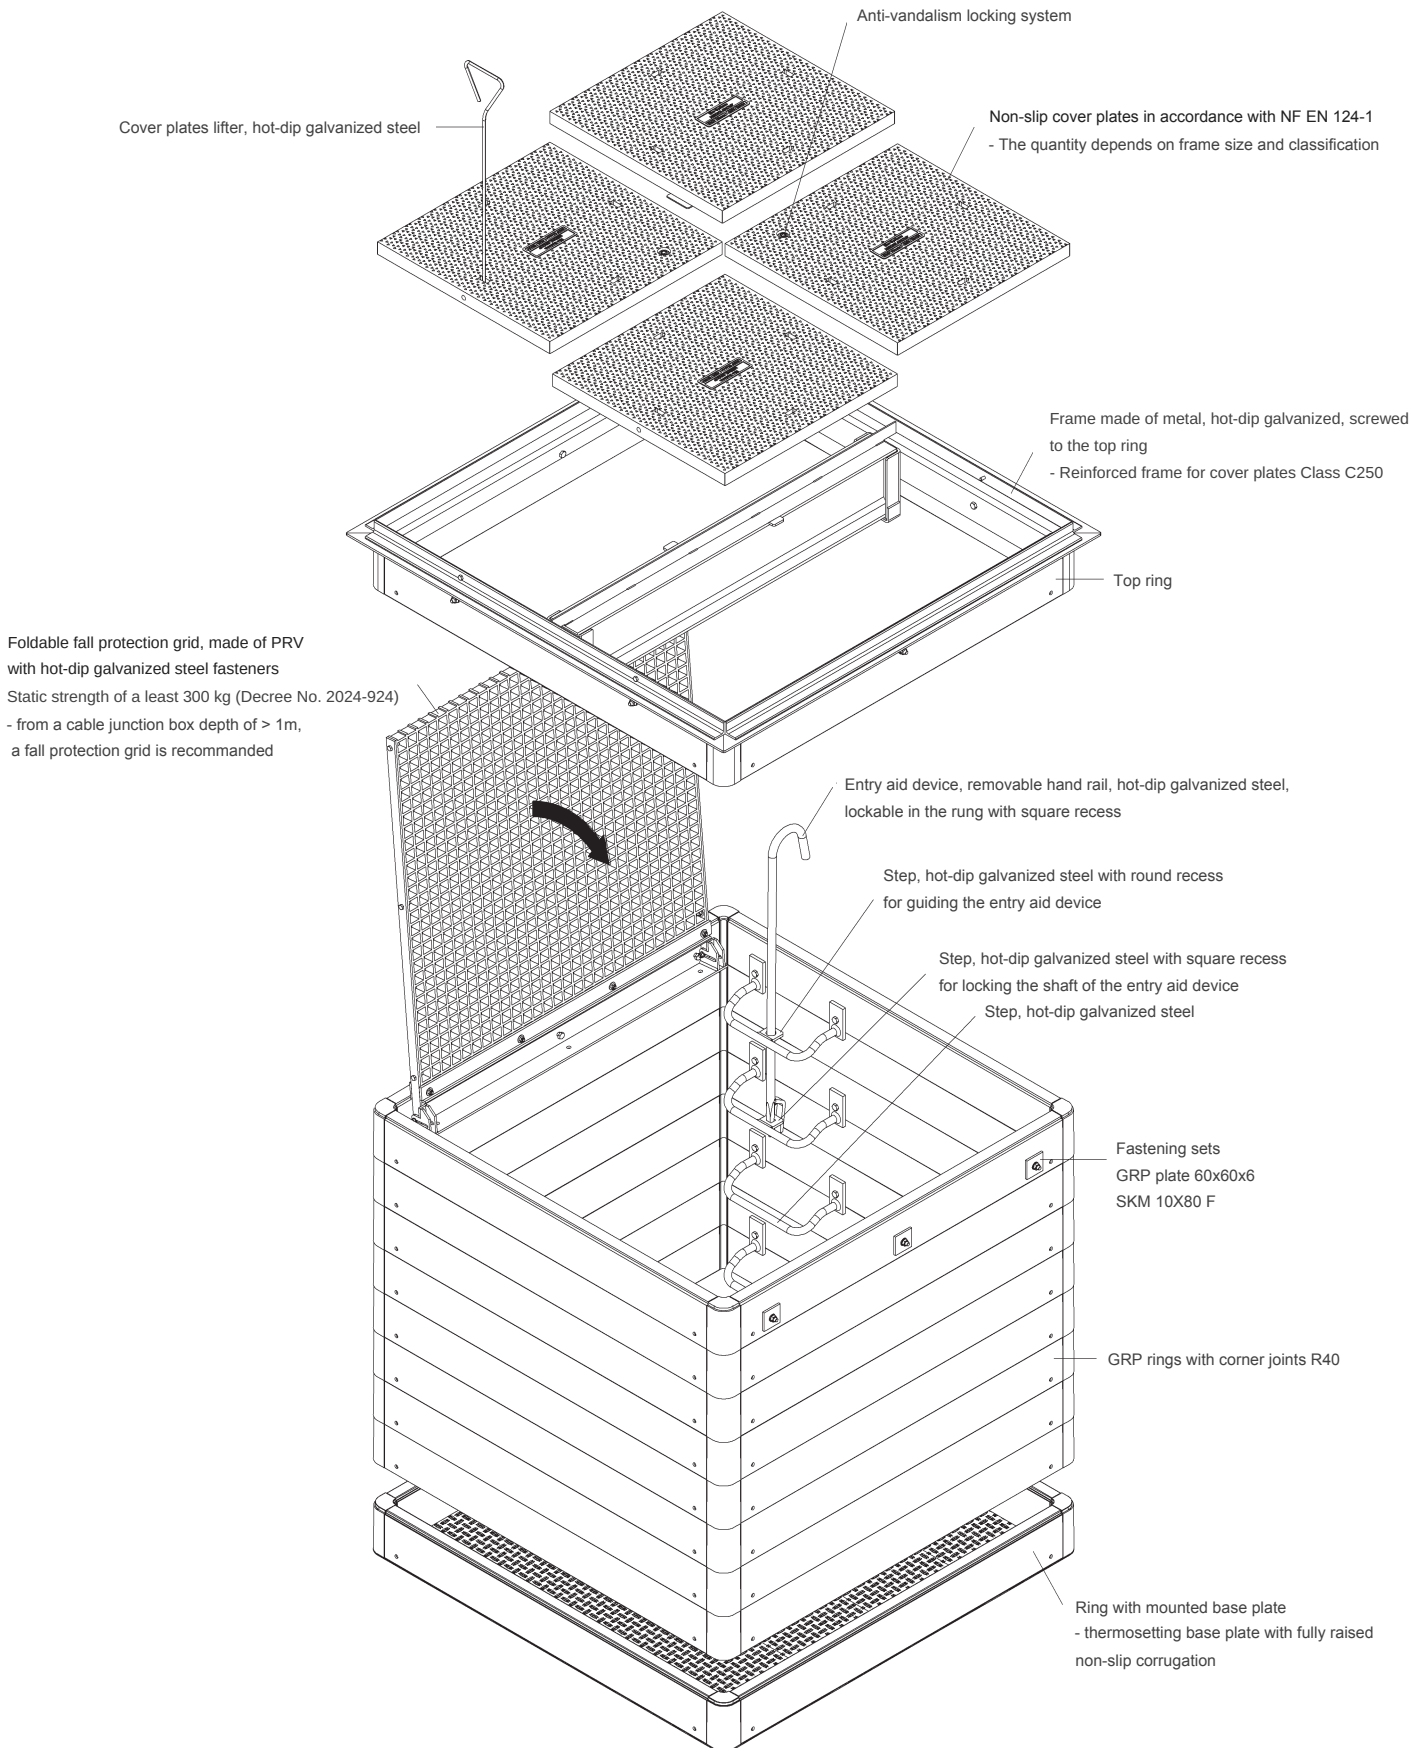 Anti-vandalism locking system
Cover plates lifter, hot-dip galvanized steel
Non-slip cover plates in accordance with NF EN 124-1
- The quantity depends on frame size and classification
Frame made of metal, hot-dip galvanized, screwed
to the top ring
- Reinforced frame for cover plates Class C250
Top ring
Foldable fall protection grid, made of PRV
with hot-dip galvanized steel fasteners
Static strength of a least 300 kg (Decree No. 2024-924)
- from a cable junction box depth of > 1m,
a fall protection grid is recommanded
Entry aid device, removable hand rail, hot-dip galvanized steel,
lockable in the rung with square recess
Step, hot-dip galvanized steel with round recess
for guiding the entry aid device
Step, hot-dip galvanized steel with square recess
for locking the shaft of the entry aid device
Step, hot-dip galvanized steel
Fastening sets
GRP plate 60x60x6
SKM 10X80 F
GRP rings with corner joints R40
Ring with mounted base plate
- thermosetting base plate with fully raised
non-slip corrugation